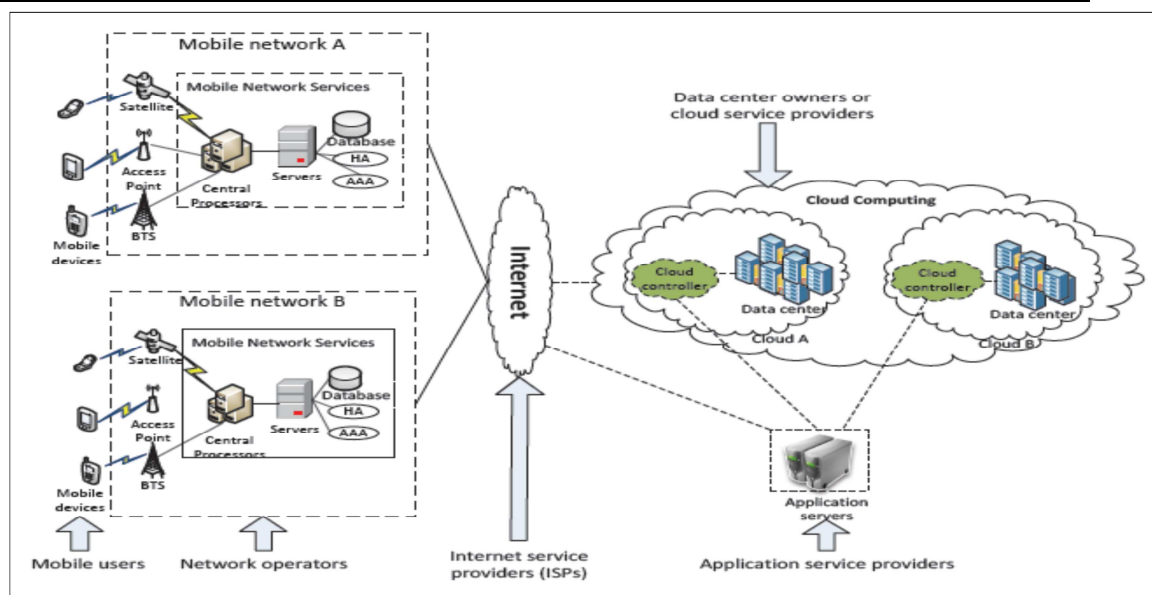 Mobile network A
Mobile Network Services
Satellite
Database
HA
AAA
Access
Point
Servers
Central
Processors
BTS
Mobile
devices
Mobile network B
Mobile Network Services
Satellite
Database
HA
AAA
Access
Point
Servers
Central
Processors
BTS
Mobile
devices
Mobile users
Network operators
Internet
Internet service
providers (ISPs)
Data center owners or
cloud service providers
Cloud Computing
Cloud
controller
Data center
Cloud A
Cloud
controller
Data center
Cloud B
Application
servers
Application service providers